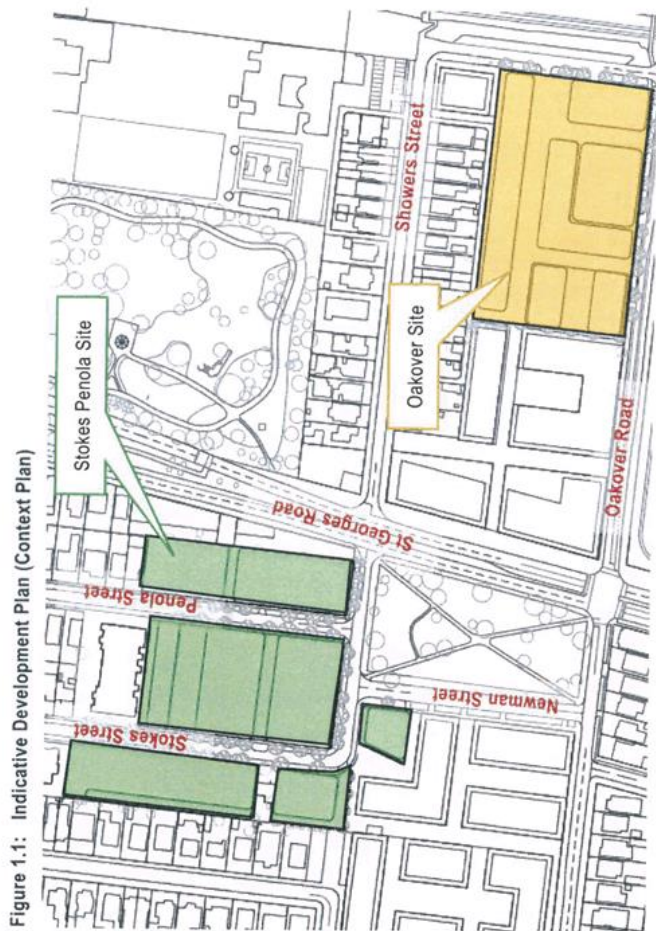 Figure 1.1: Indicative Development Plan (Context Plan)
Stokes Penola Site
Penola Street
Stokes Street
St Georges Road
Showers Street
Oakover Site
Newman Street
Oakover Road